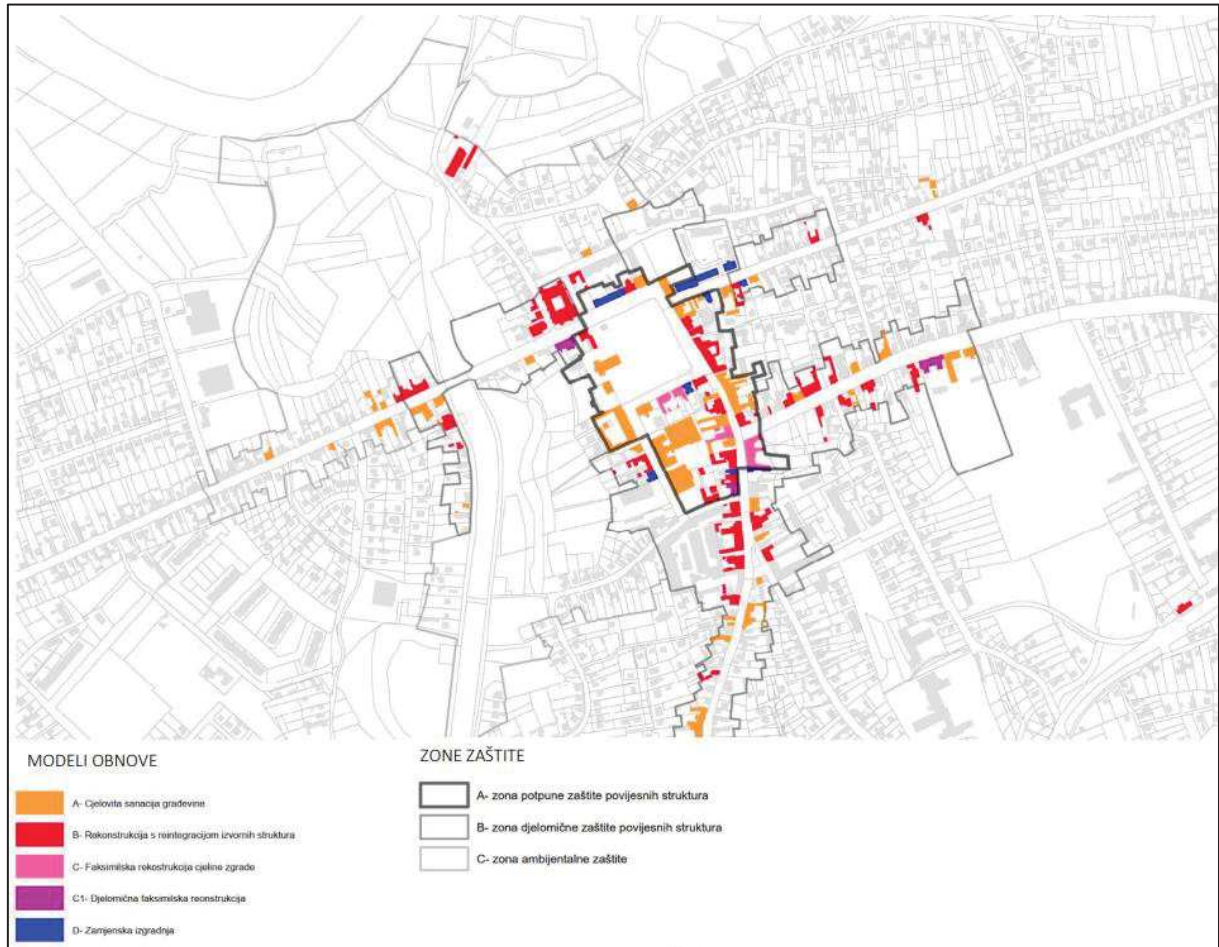 MODELI OBNOVE
A- Cjelovita sanacija građevine
B- Rekonstrukcija s reintegracijom izvornih struktura
C- Faksimilska rekostrukcija cjeline zgrade
C1- Djelomična faksimilska reonstrukcija
D- Zamjenska izgradnja
ZONE ZAŠTITE
A- zona potpune zaštite povijesnih struktura
B- zona djelomične zaštite povijesnih struktura
C- zona ambijentalne zaštite